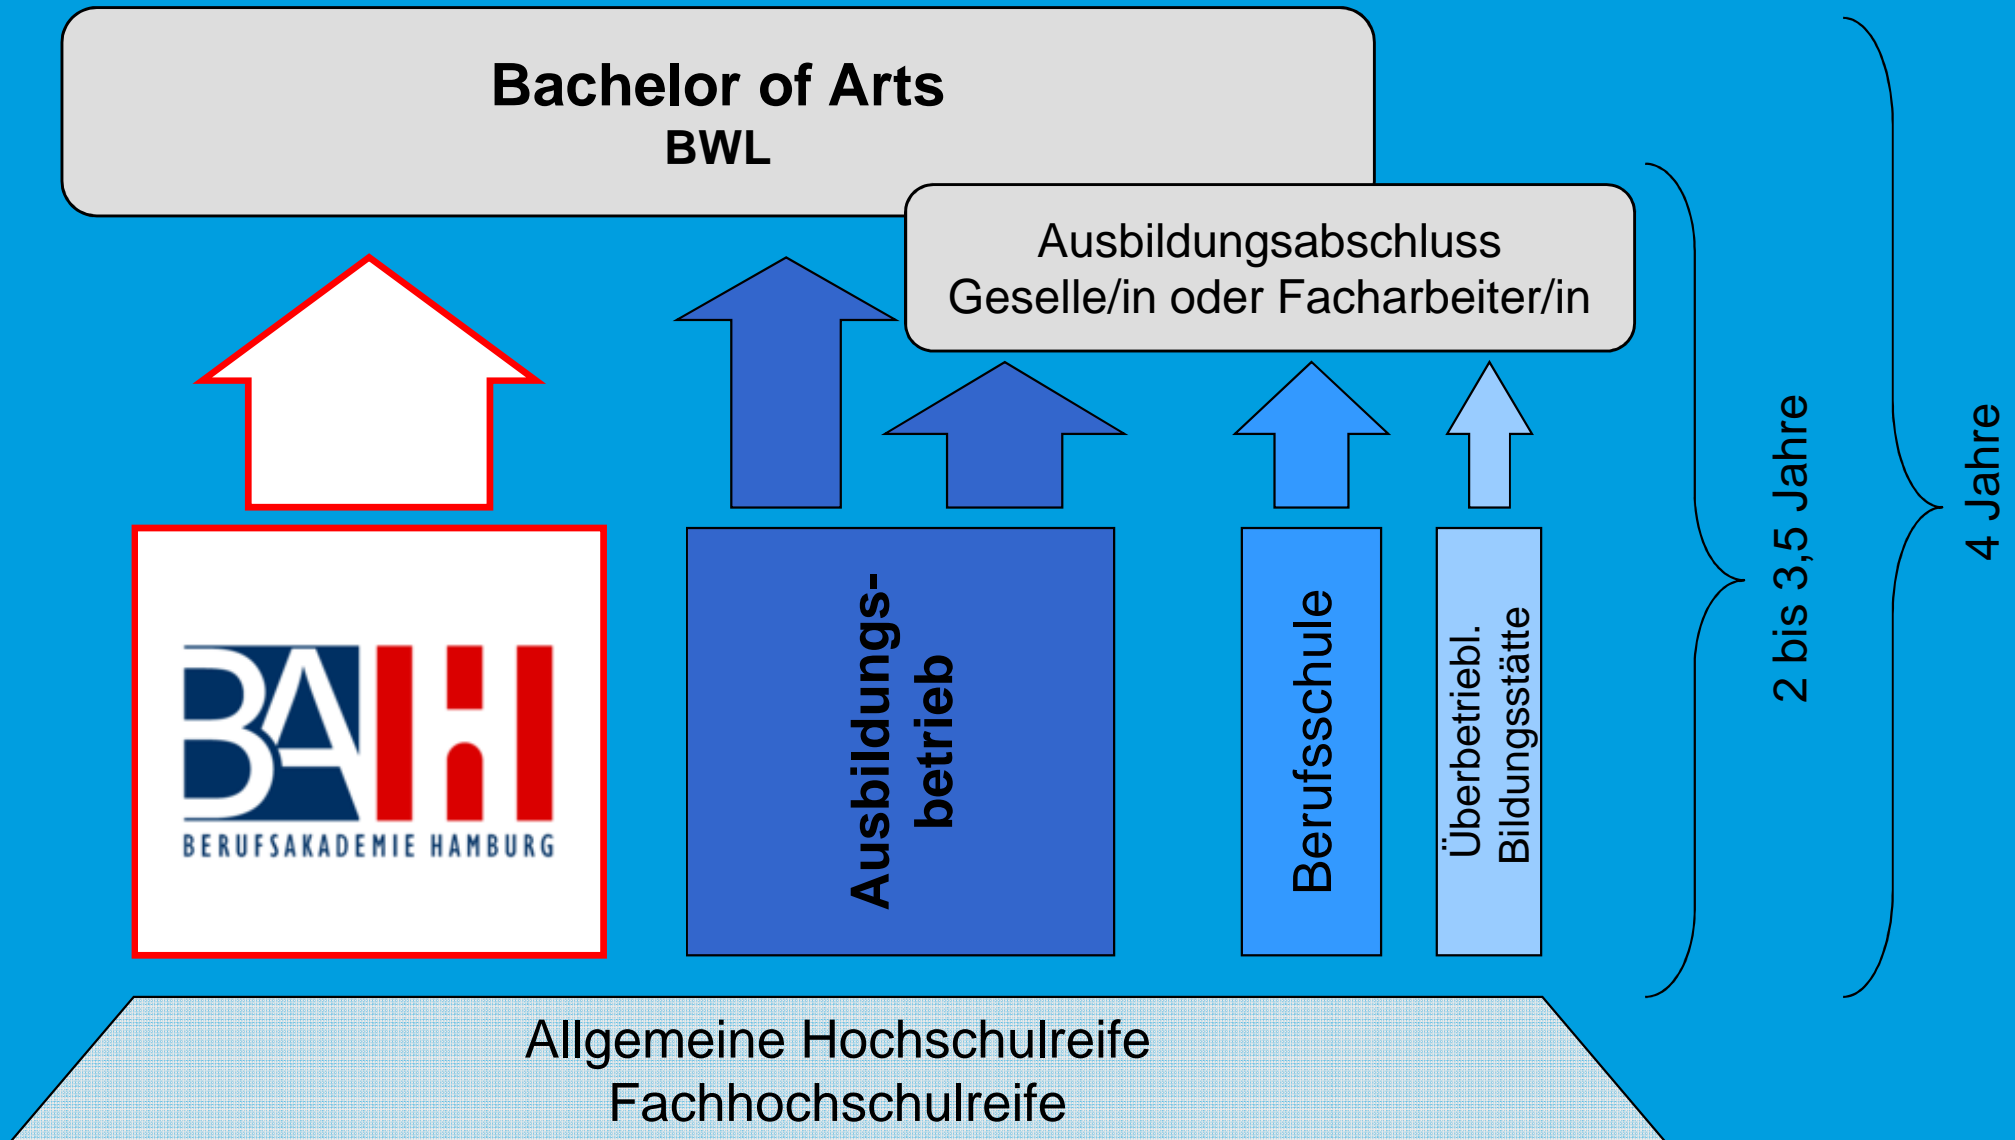 Bachelor of Arts
BWL
Ausbildungsabschluss
Geselle/in oder Facharbeiter/in
BAH
BERUFSAKADEMIE HAMBURG
Ausbildungs-
betrieb
Berufsschule
Überbetriebl.
Bildungsstätte
2 bis 3,5 Jahre
4 Jahre
Allgemeine Hochschulreife
Fachhochschulreife